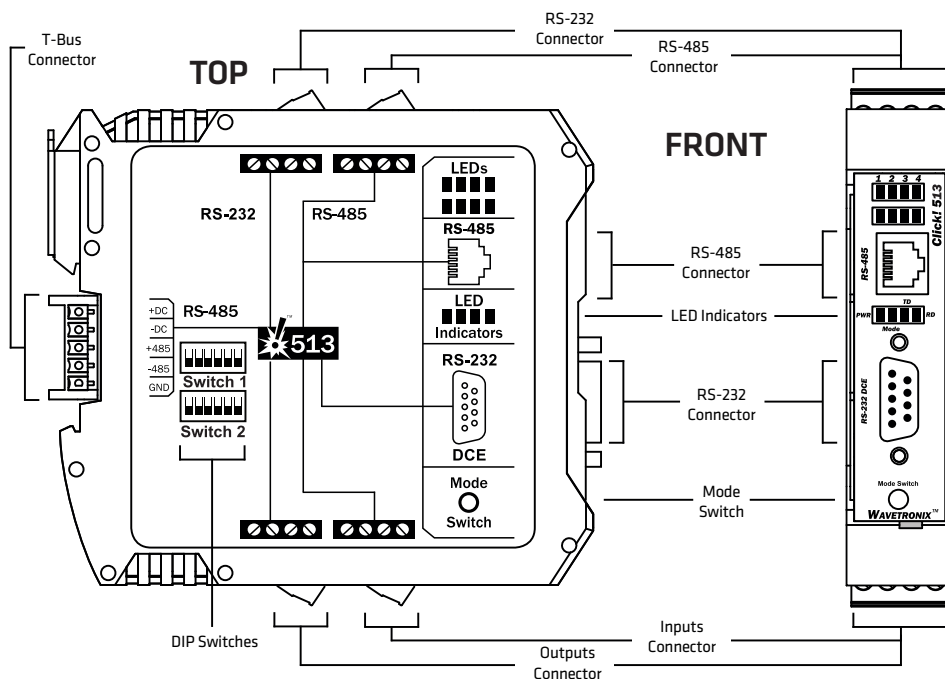 RS-232
Connector
RS-485
Connector
T-Bus
Connector
TOP
FRONT
RS-232
RS-485
LEDs
RS-485
LED
Indicators
RS-232
DCE
Mode
Switch
RS-485
+DC
-DC
+485
-485
GND
513
™
Switch 1
Switch 2
RS-485
Connector
LED Indicators
RS-232
Connector
Mode
Switch
1 2 3 4
Click! 513
RS-485
TD
PWR
RD
Mode
RS-232 DCE
Mode Switch
WAVETRONIX™
DIP Switches
Inputs
Connector
Outputs
Connector